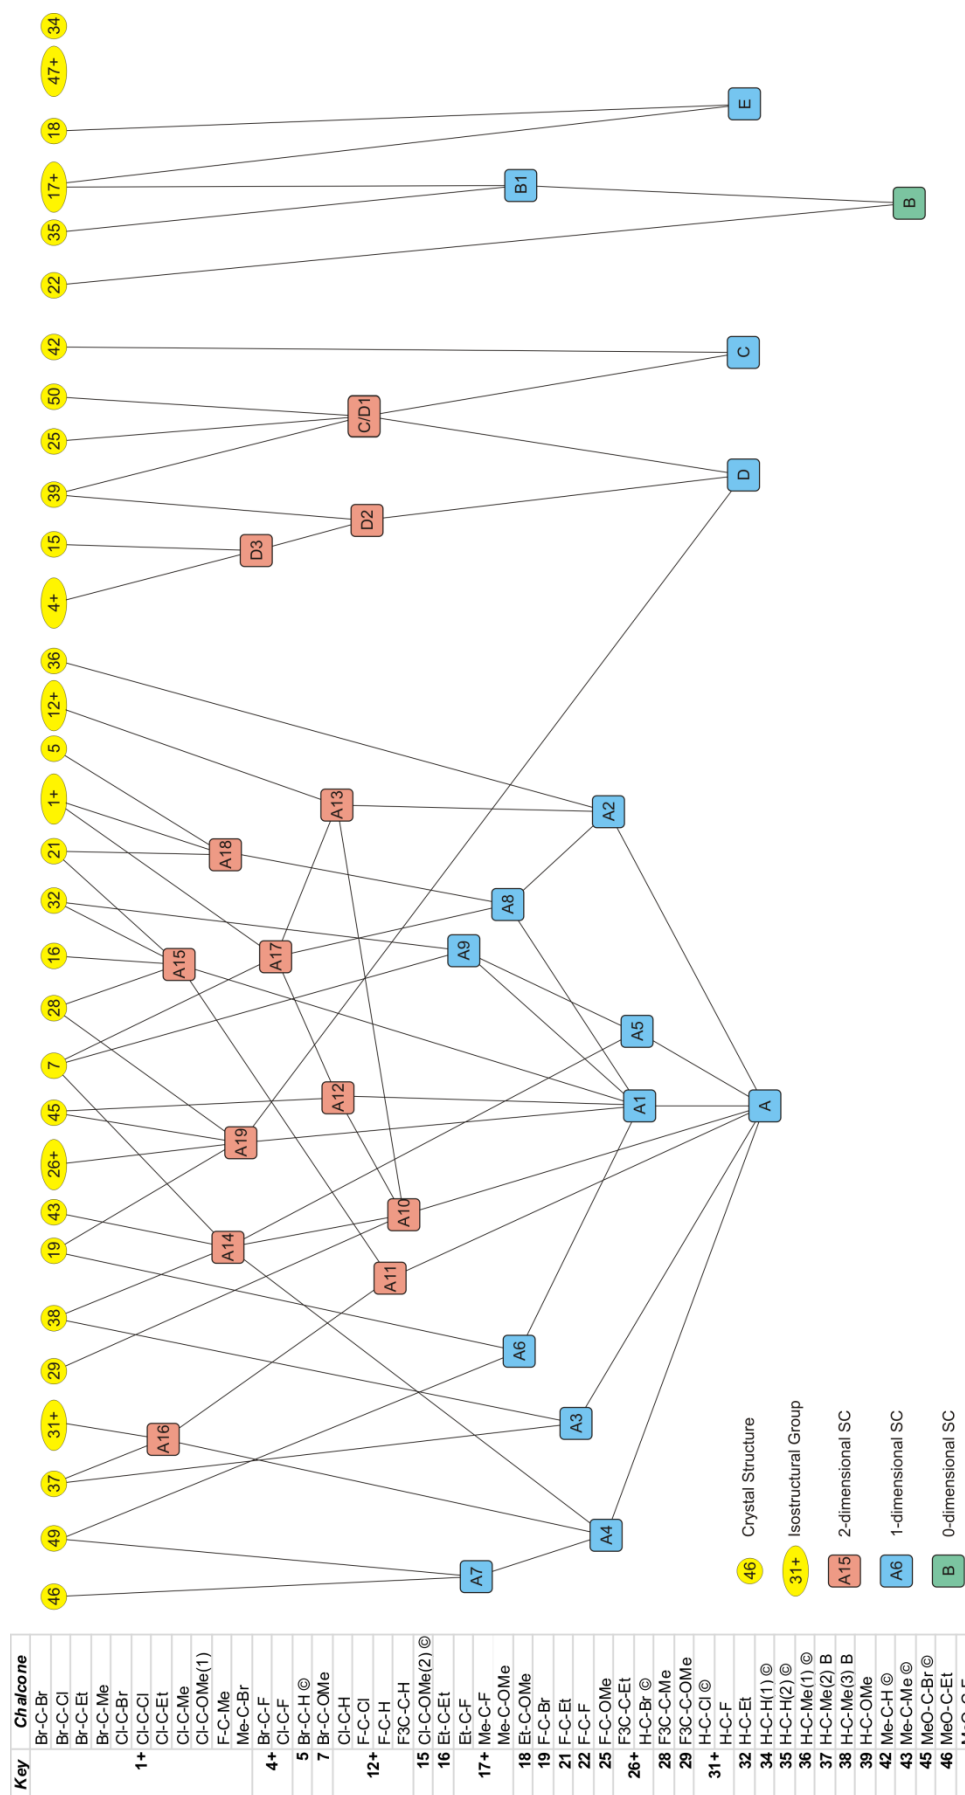 Key Chalcone
Br-C-Br
Br-C-Cl
Br-C-Et
Br-C-Me
Cl-C-Br
1+ Cl-C-Cl
Cl-C-Et
Cl-C-Me
Cl-C-OMe(1)
F-C-Me
Me-C-Br
4+ Br-C-F
Cl-C-F
5 Br-C-H ©
7 Br-C-OMe
Cl-C-H
12+ F-C-Cl
F-C-H
F3C-C-H
15 Cl-C-OMe(2) ©
16 Et-C-Et
Et-C-F
17+ Me-C-F
Me-C-OMe
18 Et-C-OMe
19 F-C-Br
21 F-C-Et
22 F-C-F
25 F-C-OMe
F3C-C-Et
26+ H-C-Br ©
28 F3C-C-Me
29 F3C-C-OMe
H-C-Cl ©
31+ H-C-F
32 H-C-Et
34 H-C-H(1) ©
35 H-C-H(2) ©
36 H-C-Me(1) ©
37 H-C-Me(2) B
38 H-C-Me(3) B
39 H-C-OMe
42 Me-C-H ©
43 Me-C-Me ©
45 MeO-C-Br ©
46 MeO-C-Et
46 49 37 31+ 29 38 19 43 26+ 45 7 28 16 32 21 1+ 5 12+ 36 4+ 15 39 25 50 42 22 35 17+ 18 47+ 34
A16
A15
A18
A14
A19
D3
A17
A12
A13
C/D1
D2
A11
A10
A7
A9
A8
A6
B1
A3
A4
A2
A1
A5
D
C
E
A
B
46 Crystal Structure
31+ Isostructural Group
A15 2-dimensional SC
A6 1-dimensional SC
B 0-dimensional SC